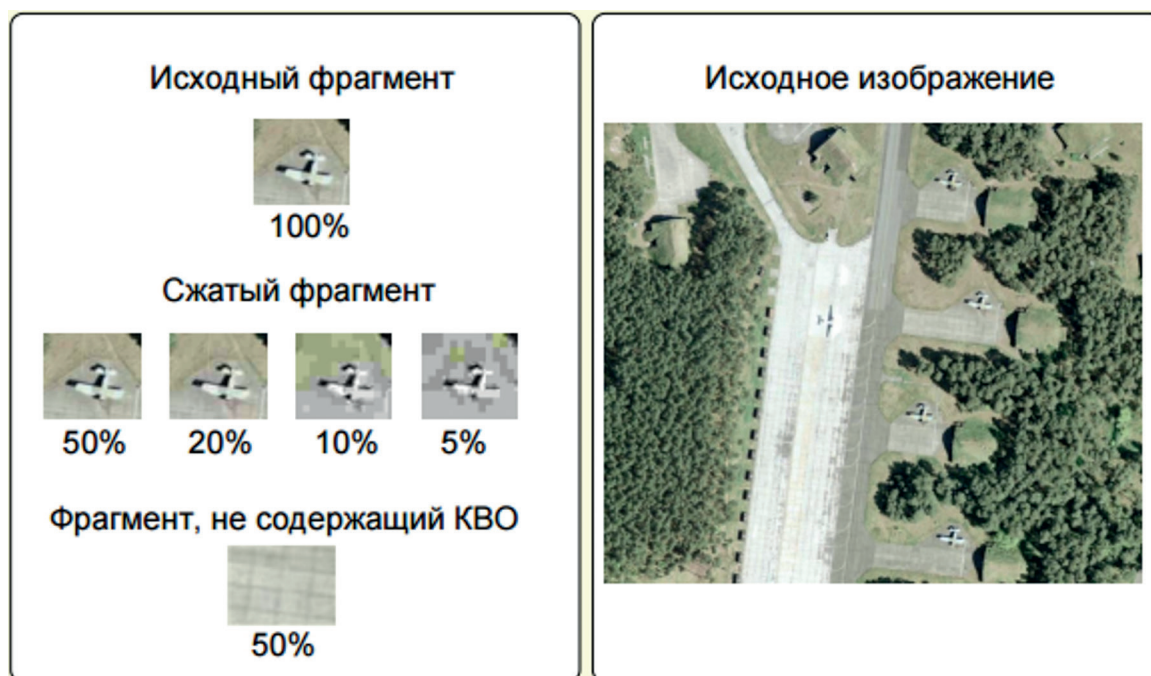 Исходный фрагмент
100%
Сжатый фрагмент
50% 20% 10% 5%
Фрагмент, не содержащий КВО
50%
Исходное изображение